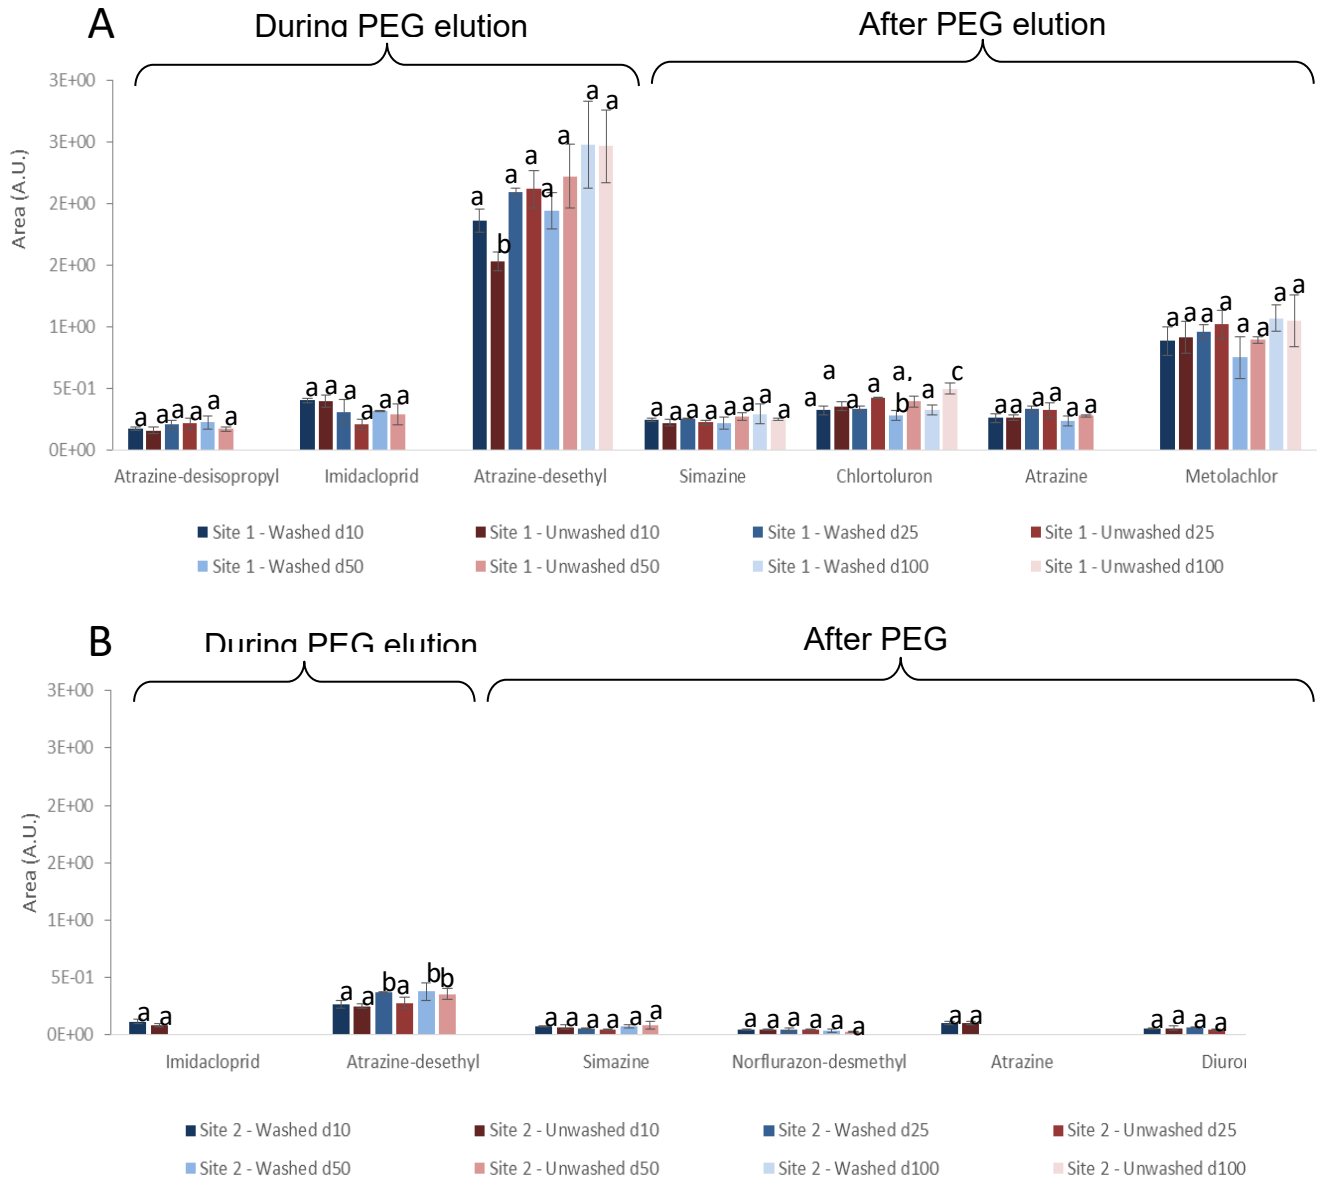 A
During PEG elution
After PEG elution
3E+00
3E+00
2E+00
2E+00
1E+00
5E-01
0E+00
Area (A.U.)
a a a a a a
a a a a a a
a b a a a a a a
a a a a a a a a
a a a a a, b a c
a a a a a a
a a a a a a a a
Atrazine-desisopropyl Imidacloprid Atrazine-desethyl Simazine Chlortoluron Atrazine Metolachlor
Site 1 - Washed d10 Site 1 - Unwashed d10 Site 1 - Washed d25 Site 1 - Unwashed d25
Site 1 - Washed d50 Site 1 - Unwashed d50 Site 1 - Washed d100 Site 1 - Unwashed d100
B
During PEG elution
After PEG
3E+00
3E+00
2E+00
2E+00
1E+00
5E-01
0E+00
Area (A.U.)
a a
a a b a b b
a a a a a a
a a a a a a
a a
a a a a
Imidacloprid Atrazine-desethyl Simazine Norflurazon-desmethyl Atrazine Diuron
Site 2 - Washed d10 Site 2 - Unwashed d10 Site 2 - Washed d25 Site 2 - Unwashed d25
Site 2 - Washed d50 Site 2 - Unwashed d50 Site 2 - Washed d100 Site 2 - Unwashed d100